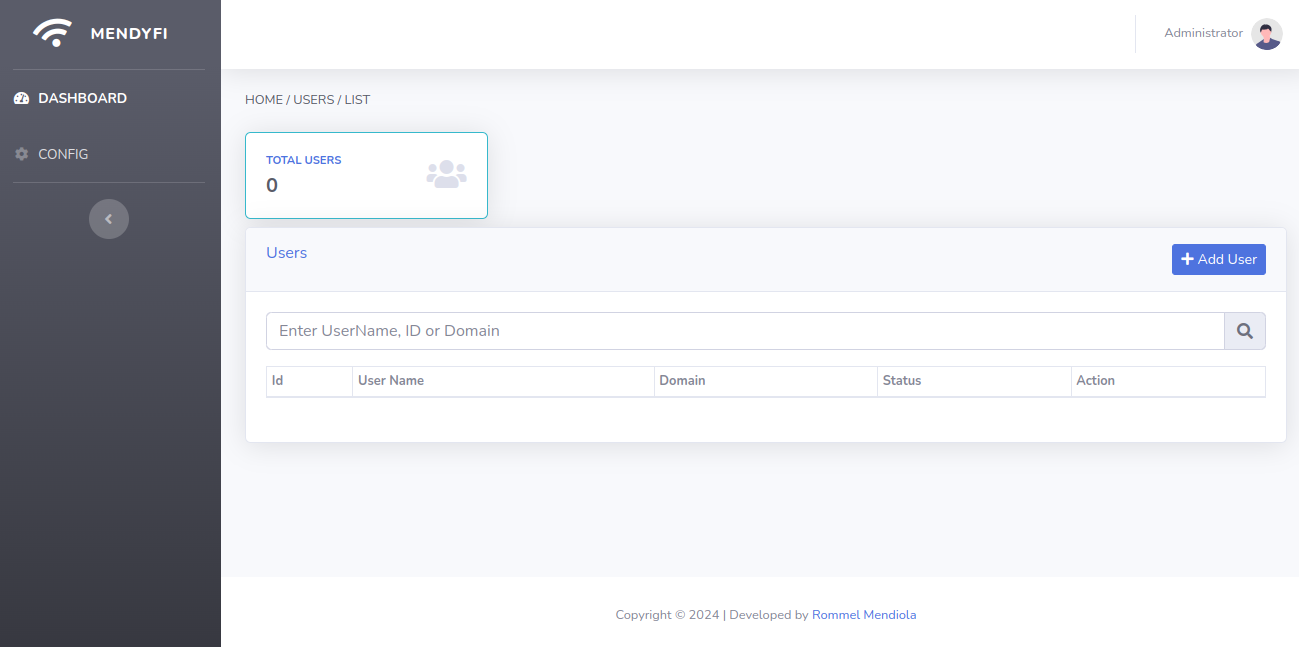 MENDYFI
Administrator
DASHBOARD
CONFIG
HOME / USERS / LIST
TOTAL USERS
0
Users
Add User
Enter UserName, ID or Domain
Id User Name Domain Status Action
Copyright © 2024 | Developed by Rommel Mendiola